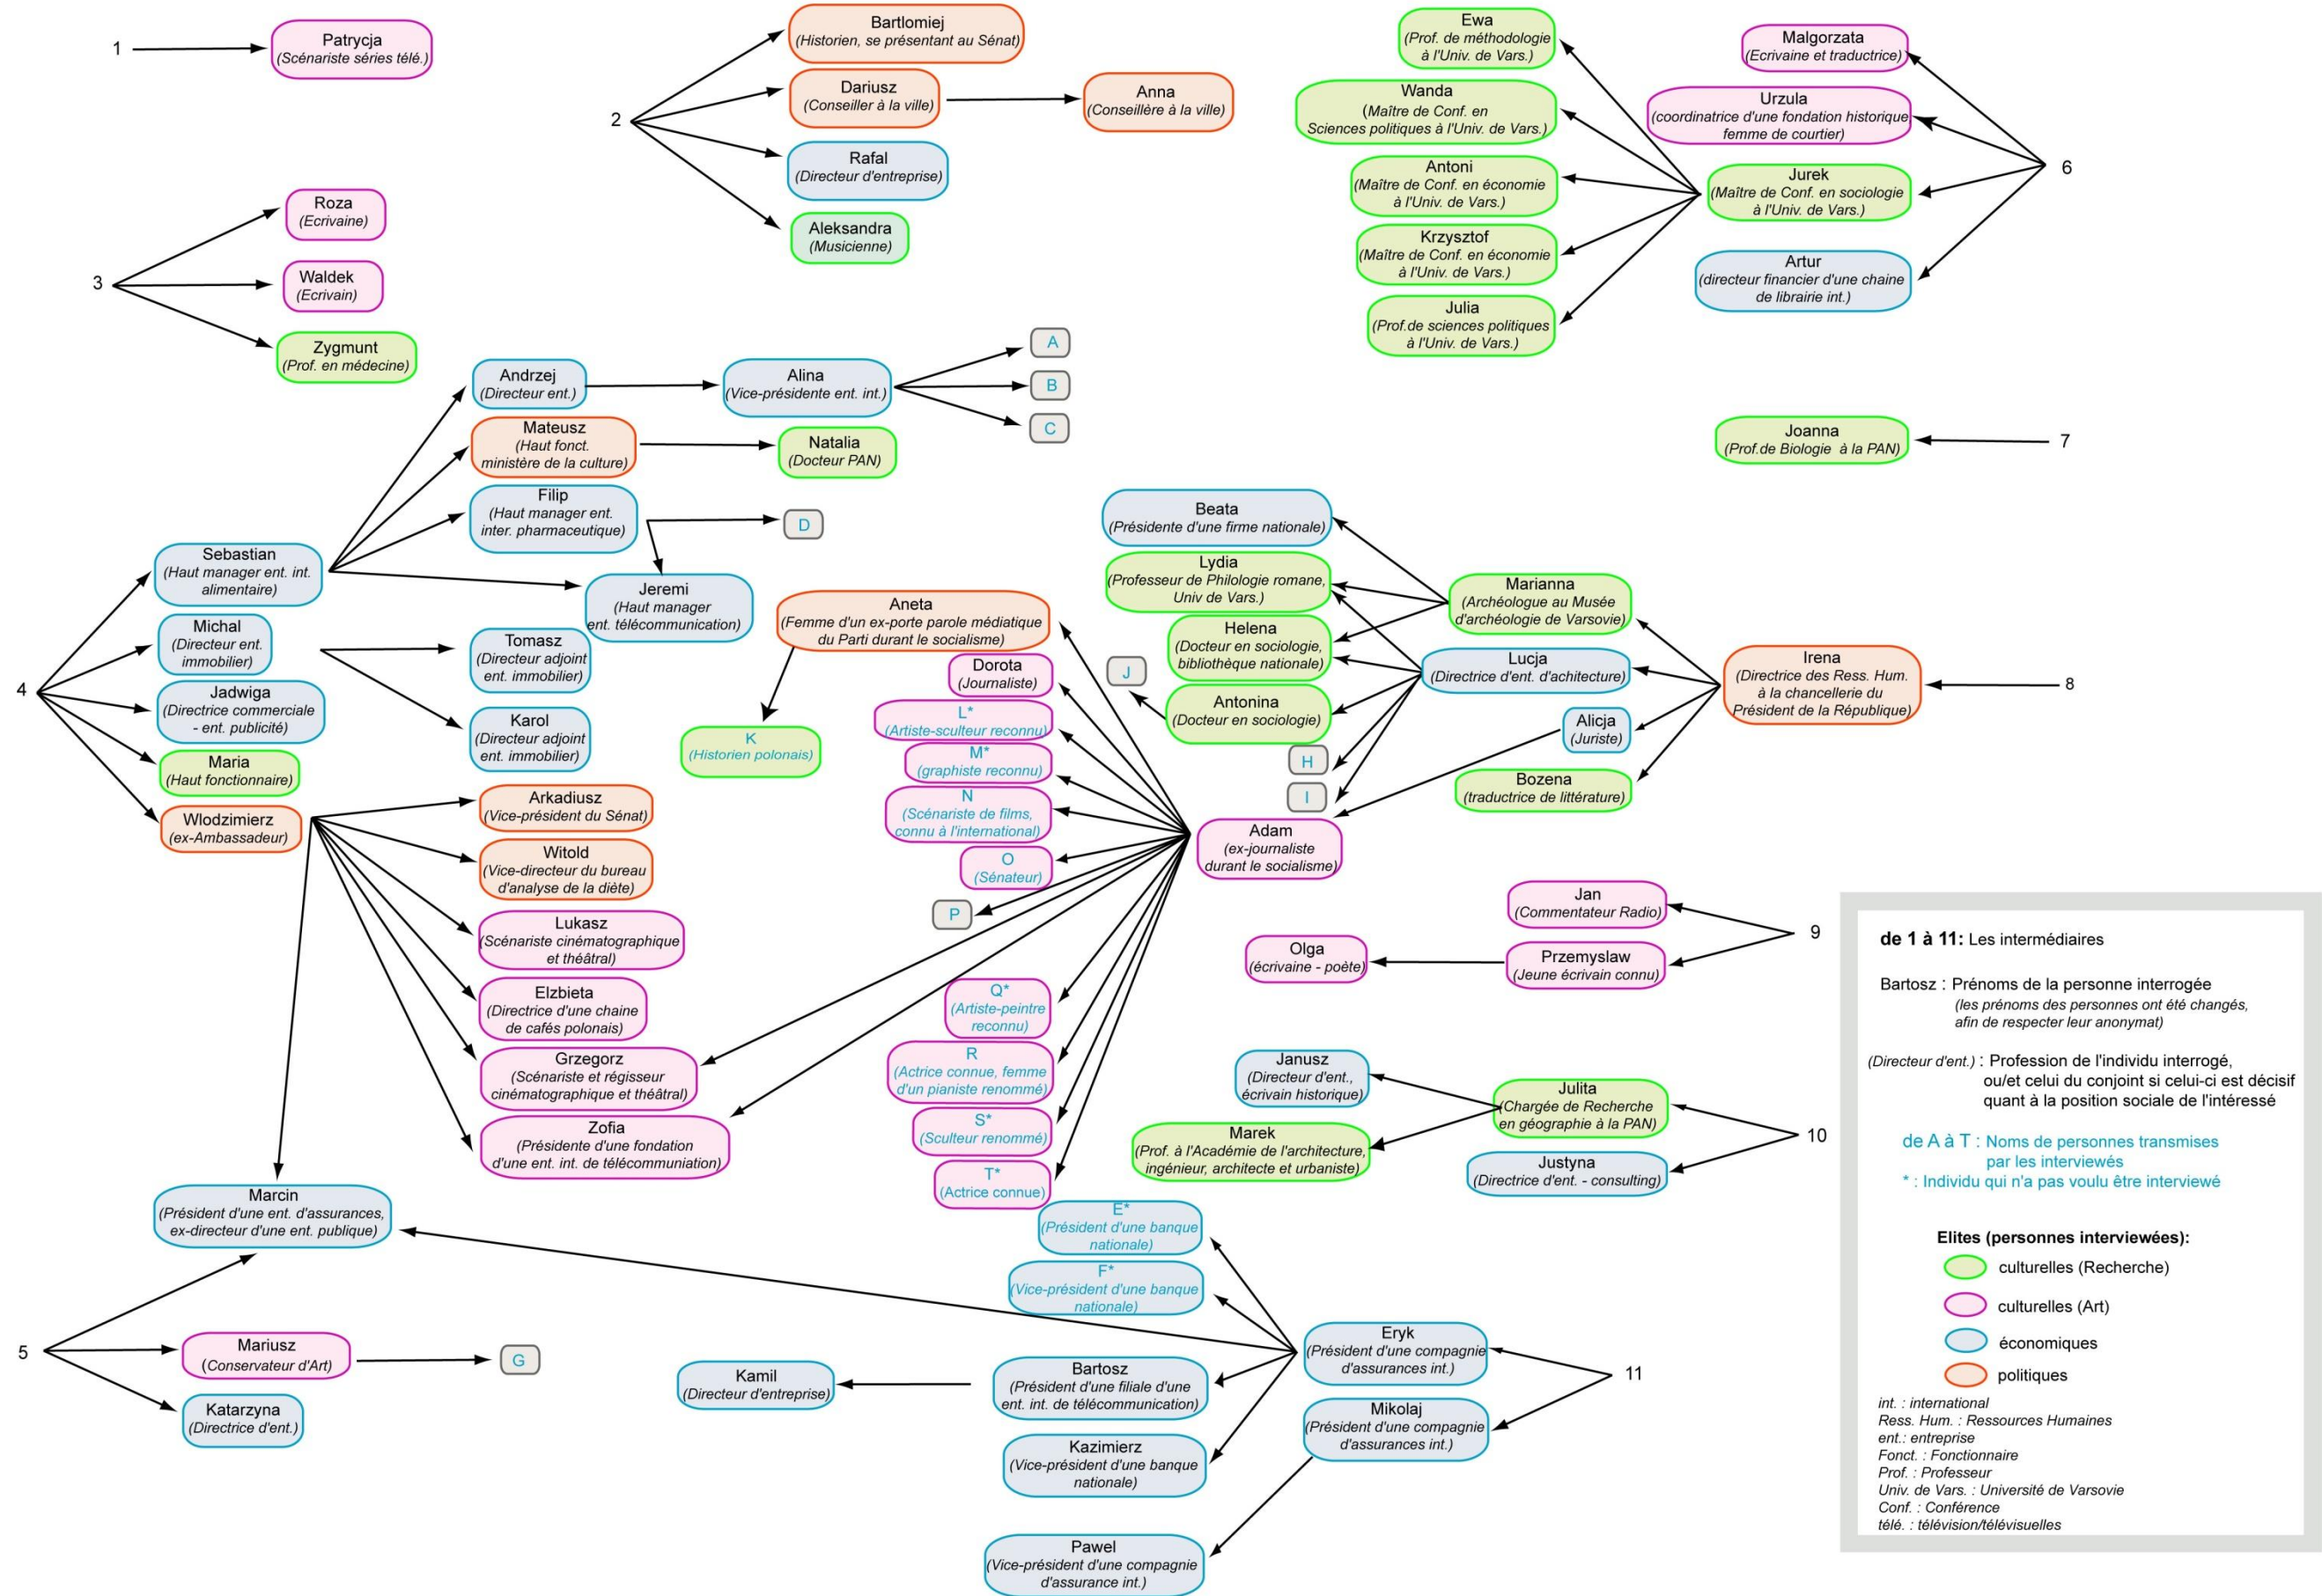 1
Patrycja
(Scénariste séries télé.)
2
Bartlomiej
(Historien, se présentant au Sénat)
Dariusz
(Conseiller à la ville)
Anna
(Conseillère à la ville)
Rafal
(Directeur d'entreprise)
Aleksandra
(Musicienne)
3
Roza
(Ecrivaine)
Waldek
(Ecrivain)
Zygmunt
(Prof. en médecine)
Ewa
(Prof. de méthodologie
à l'Univ. de Vars.)
Wanda
(Maître de Conf. en
Sciences politiques à l'Univ. de Vars.)
Antoni
(Maître de Conf. en économie
à l'Univ. de Vars.)
Krzysztof
(Maître de Conf. en économie
à l'Univ. de Vars.)
Julia
(Prof.de sciences politiques
à l'Univ. de Vars.)
Malgorzata
(Ecrivaine et traductrice)
Urzula
(coordinatrice d'une fondation historique
femme de courtier)
Jurek
(Maître de Conf. en sociologie
à l'Univ. de Vars.)
Artur
(directeur financier d'une chaine
de librairie int.)
6
Joanna
(Prof.de Biologie à la PAN)
7
4
Sebastian
(Haut manager ent. int.
alimentaire)
Michal
(Directeur ent.
immobilier)
Jadwiga
(Directrice commerciale
- ent. publicité)
Maria
(Haut fonctionnaire)
Wlodzimierz
(ex-Ambassadeur)
Andrzej
(Directeur ent.)
Alina
(Vice-présidente ent. int.)
A
B
C
Mateusz
(Haut fonct.
ministère de la culture)
Natalia
(Docteur PAN)
Filip
(Haut manager ent.
inter. pharmaceutique)
D
Jeremi
(Haut manager
ent. télécommunication)
Tomasz
(Directeur adjoint
ent. immobilier)
Karol
(Directeur adjoint
ent. immobilier)
Arkadiusz
(Vice-président du Sénat)
Witold
(Vice-directeur du bureau
d'analyse de la diète)
Lukasz
(Scénariste cinématographique
et théâtral)
Elzbieta
(Directrice d'une chaine
de cafés polonais)
Grzegorz
(Scénariste et régisseur
cinématographique et théâtral)
Zofia
(Présidente d'une fondation
d'une ent. int. de télécommuniation)
Aneta
(Femme d'un ex-porte parole médiatique
du Parti durant le socialisme)
K
(Historien polonais)
Dorota
(Journaliste)
L*
(Artiste-sculteur reconnu)
M*
(graphiste reconnu)
N
(Scénariste de films,
connu à l'international)
O
(Sénateur)
P
Q*
(Artiste-peintre
reconnu)
R
(Actrice connue, femme
d'un pianiste renommé)
S*
(Sculteur renommé)
T*
(Actrice connue)
Beata
(Présidente d'une firme nationale)
Lydia
(Professeur de Philologie romane,
Univ de Vars.)
Helena
(Docteur en sociologie,
bibliothèque nationale)
Antonina
(Docteur en sociologie)
J
H
I
Marianna
(Archéologue au Musée
d'archéologie de Varsovie)
Lucja
(Directrice d'ent. d'achitecture)
Alicja
(Juriste)
Bozena
(traductrice de littérature)
Irena
(Directrice des Ress. Hum.
à la chancellerie du
Président de la République)
8
Adam
(ex-journaliste
durant le socialisme)
Jan
(Commentateur Radio)
Przemyslaw
(Jeune écrivain connu)
Olga
(écrivaine - poète)
9
Janusz
(Directeur d'ent.,
écrivain historique)
Marek
(Prof. à l'Académie de l'architecture,
ingénieur, architecte et urbaniste)
Julita
(Chargée de Recherche
en géographie à la PAN)
Justyna
(Directrice d'ent. - consulting)
10
Marcin
(Président d'une ent. d'assurances,
ex-directeur d'une ent. publique)
5
Mariusz
(Conservateur d'Art)
G
Katarzyna
(Directrice d'ent.)
E*
(Président d'une banque
nationale)
F*
(Vice-président d'une banque
nationale)
Kamil
(Directeur d'entreprise)
Bartosz
(Président d'une filiale d'une
ent. int. de télécommunication)
Kazimierz
(Vice-président d'une banque
nationale)
Pawel
(Vice-président d'une compagnie
d'assurance int.)
Eryk
(Président d'une compagnie
d'assurances int.)
Mikolaj
(Président d'une compagnie
d'assurances int.)
11
de 1 à 11: Les intermédiaires
Bartosz : Prénoms de la personne interrogée
(les prénoms des personnes ont été changés,
afin de respecter leur anonymat)
(Directeur d'ent.) : Profession de l'individu interrogé,
ou/et celui du conjoint si celui-ci est décisif
quant à la position sociale de l'intéressé
de A à T : Noms de personnes transmises
par les interviewés
* : Individu qui n'a pas voulu être interviewé
Elites (personnes interviewées):
culturelles (Recherche)
culturelles (Art)
économiques
politiques
int. : international
Ress. Hum. : Ressources Humaines
ent.: entreprise
Fonct. : Fonctionnaire
Prof. : Professeur
Univ. de Vars. : Université de Varsovie
Conf. : Conférence
télé. : télévision/télévisuelles